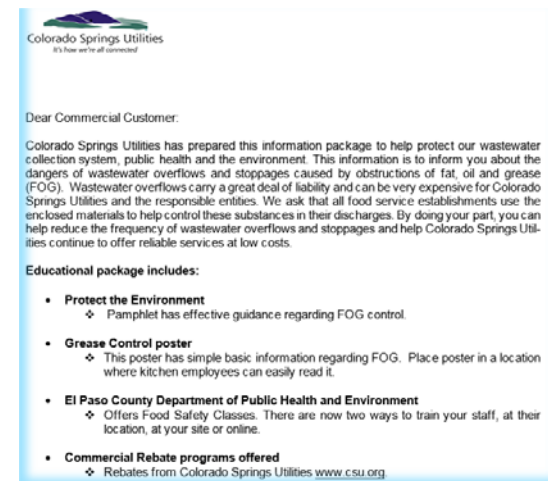 Colorado Springs Utilities
It's how we're all connected
Dear Commercial Customer:
Colorado Springs Utilities has prepared this information package to help protect our wastewater
collection system, public health and the environment. This information is to inform you about the
dangers of wastewater overflows and stoppages caused by obstructions of fat, oil and grease
(FOG). Wastewater overflows carry a great deal of liability and can be very expensive for Colorado
Springs Utilities and the responsible entities. We ask that all food service establishments use the
enclosed materials to help control these substances in their discharges. By doing your part, you can
help reduce the frequency of wastewater overflows and stoppages and help Colorado Springs Util-
ities continue to offer reliable services at low costs.
Educational package includes:
• Protect the Environment
❖ Pamphlet has effective guidance regarding FOG control.
• Grease Control poster
❖ This poster has simple basic information regarding FOG. Place poster in a location
where kitchen employees can easily read it.
• El Paso County Department of Public Health and Environment
❖ Offers Food Safety Classes. There are now two ways to train your staff, at their
location, at your site or online.
• Commercial Rebate programs offered
❖ Rebates from Colorado Springs Utilities www.csu.org